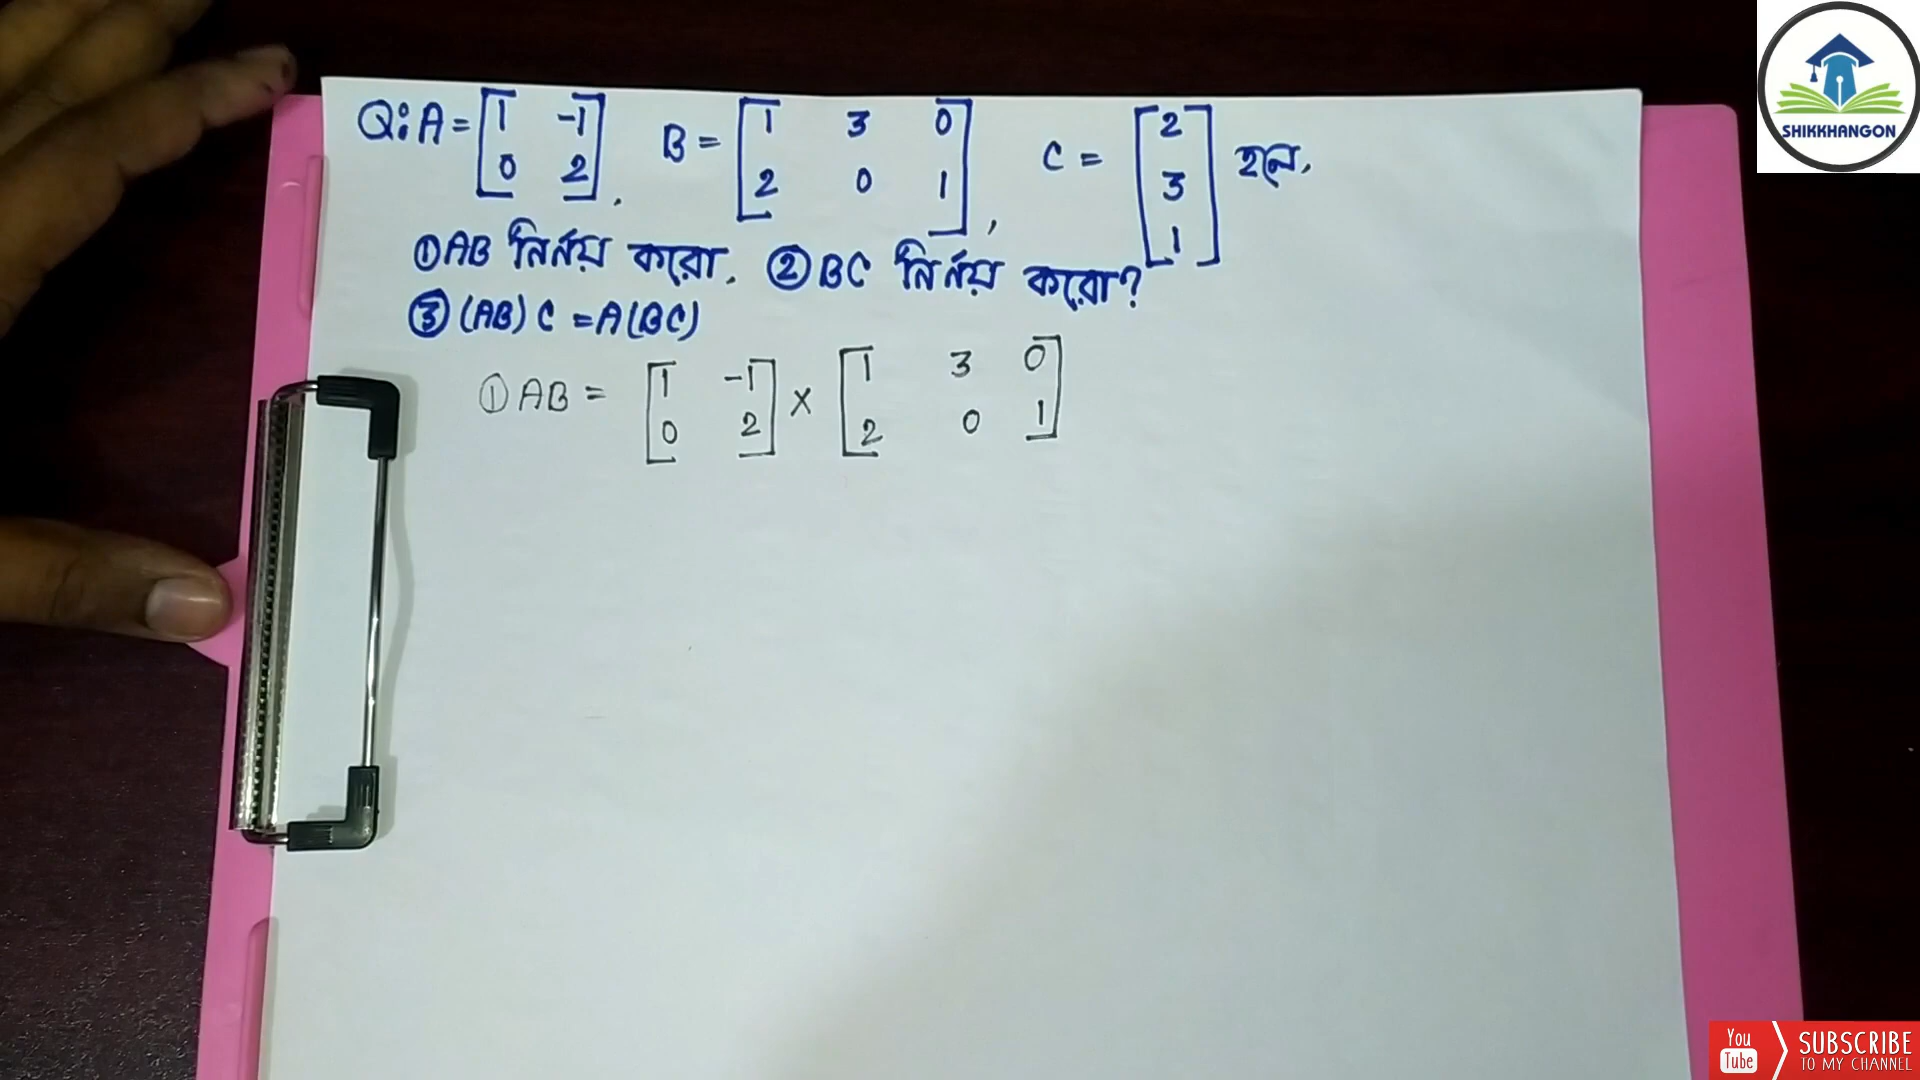 Q: A = [1 -1
0 2], B = [1 3 0
2 0 1], C = [2
3
1] হলে,
① AB নির্নয় করো. ② BC নির্নয় করো?
③ (AB) C = A(BC)
① AB = [1 -1
0 2] × [1 3 0
2 0 1]
SHIKKHANGON
You Tube SUBSCRIBE
TO MY CHANNEL